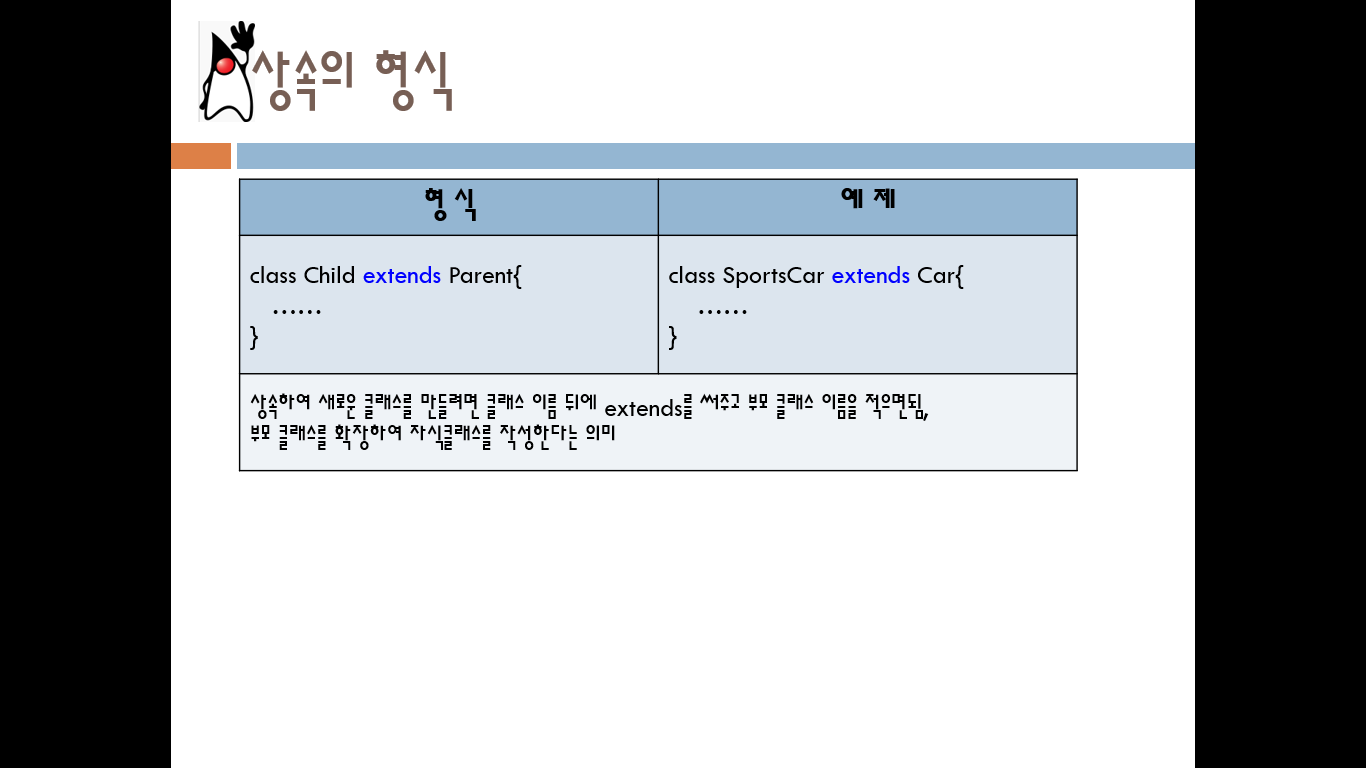 상속의 형식
형 식
예 제
class Child extends Parent{
......
}
class SportsCar extends Car{
......
}
상속하여 새로운 클래스를 만들려면 클래스 이름 뒤에 extends를 써주고 부모 클래스 이름을 적으면됨,
부모 클래스를 확장하여 자식클래스를 작성한다는 의미